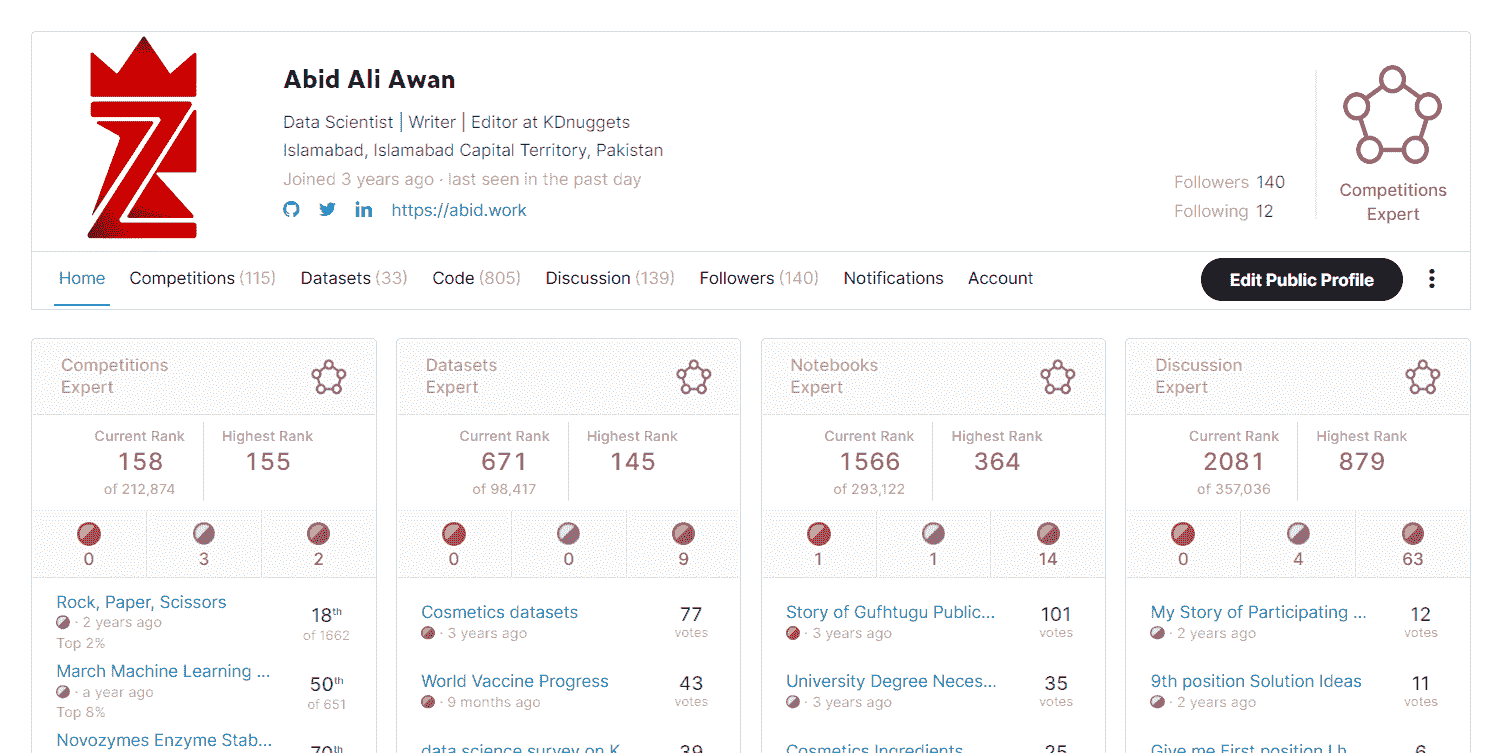 Abid Ali Awan
Data Scientist | Writer | Editor at KDnuggets
Islamabad, Islamabad Capital Territory, Pakistan
Joined 3 years ago · last seen in the past day
https://abid.work
Followers 140
Following 12
Competitions
Expert
Home Competitions (115) Datasets (33) Code (805) Discussion (139) Followers (140) Notifications Account Edit Public Profile
Competitions
Expert
Current Rank Highest Rank
158 155
of 212,874
0 3 2
Rock, Paper, Scissors
· 2 years ago
Top 2%
18th
of 1662
March Machine Learning ...
· a year ago
Top 8%
50th
of 651
Novozymes Enzyme Stab...
70th
Datasets
Expert
Current Rank Highest Rank
671 145
of 98,417
0 0 9
Cosmetics datasets
· 3 years ago
77
votes
World Vaccine Progress
· 9 months ago
43
votes
data science survey on K
39
Notebooks
Expert
Current Rank Highest Rank
1566 364
of 293,122
1 1 14
Story of Gufhtugu Public...
· 3 years ago
101
votes
University Degree Neces...
· 3 years ago
35
votes
Cosmetics Ingredients
25
Discussion
Expert
Current Rank Highest Rank
2081 879
of 357,036
0 4 63
My Story of Participating ...
· 2 years ago
12
votes
9th position Solution Ideas
· 2 years ago
11
votes
Give me First position I
6